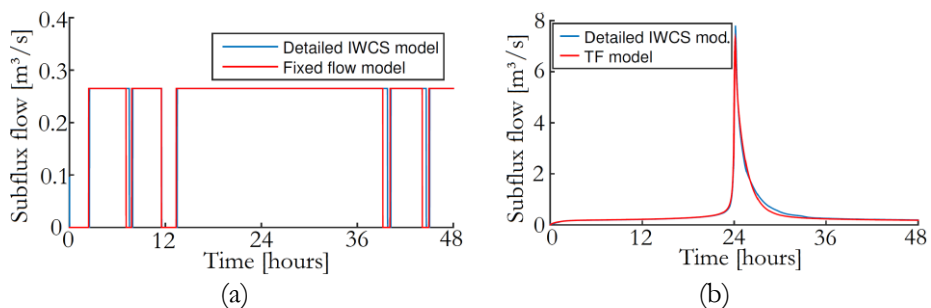 0.4
0.3
0.2
0.1
0
Subflux flow [m³/s]
Detailed IWCS model
Fixed flow model
0 12 24 36 48
Time [hours]
(a)
8
6
4
2
0
Subflux flow [m³/s]
Detailed IWCS mod.
TF model
0 12 24 36 48
Time [hours]
(b)